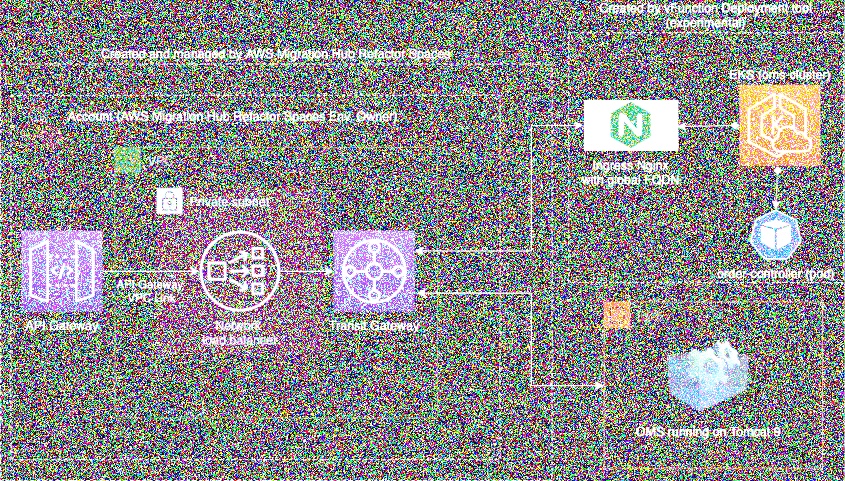 Created by vFunction Deployment tool
(experimental)
Created and managed by AWS Migration Hub Refactor Spaces
EKS (oms-cluster)
Account (AWS Migration Hub Refactor Spaces Env. Owner)
VPC
Ingress Nginx
with global FQDN
Private subnet
order-controller (pod)
API Gateway
VPC Link
API Gateway
Network
load balancer
Transit Gateway
OMS running on Tomcat 9